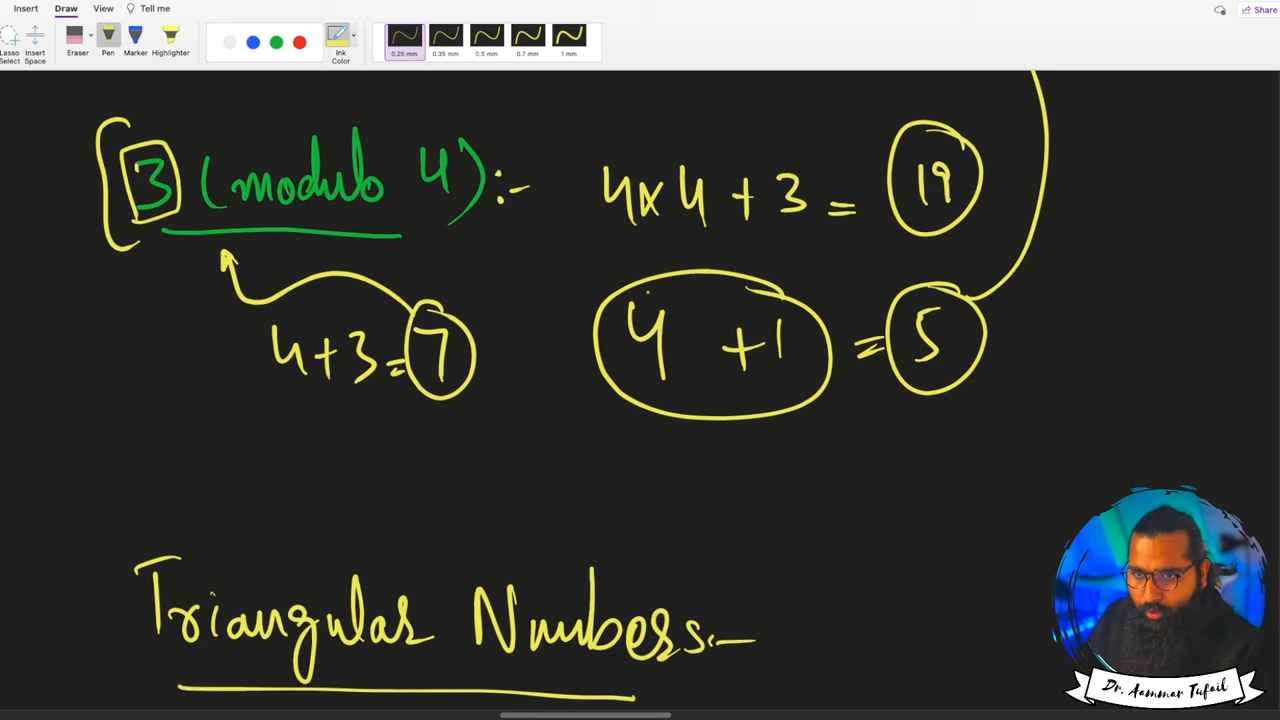 Insert Draw View Tell me Share
Lasso Select Insert Space Eraser Pen Marker Highlighter Ink Color 0.25 mm 0.35 mm 0.5 mm 0.7 mm 1 mm
3 (modulo 4) :- 4x4+3 = 19
4+3=7 4 +1 = 5
Triangular Numbers:-
Dr. Aammar Tufail